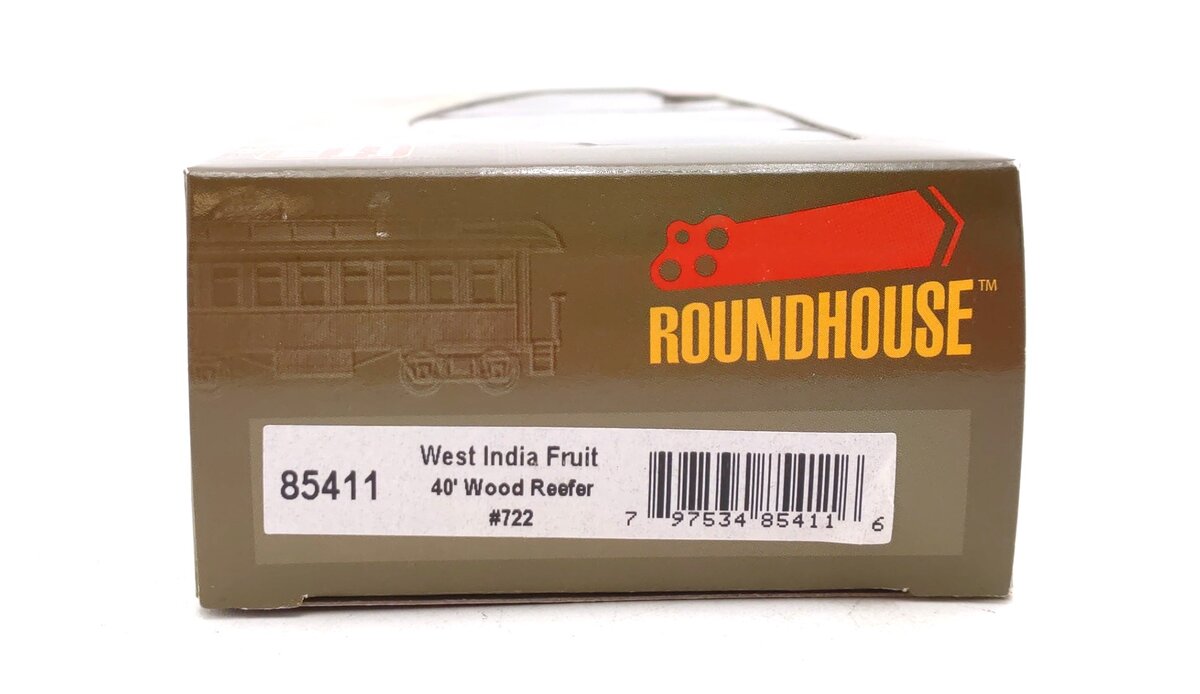 ROUNDHOUSE™
85411
West India Fruit
40' Wood Reefer
#722
7 97534 85411 6